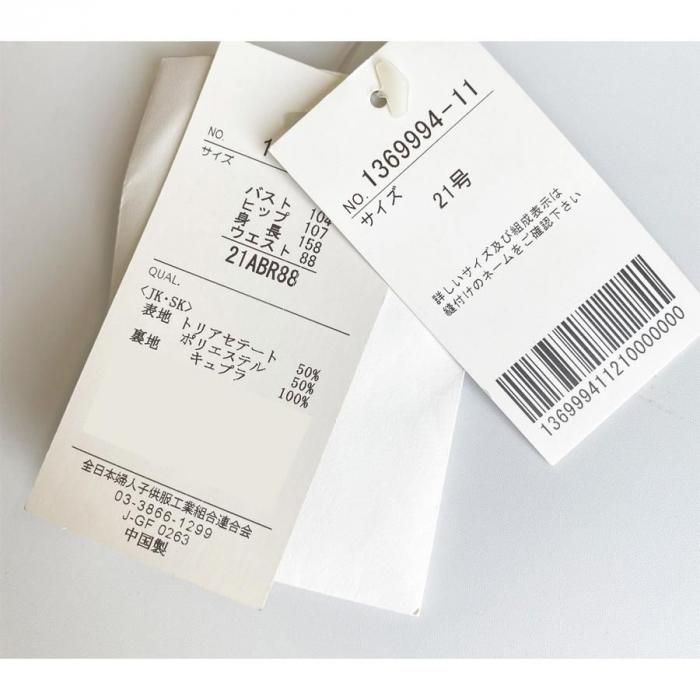 NO.
サイズ
バスト 104
ヒップ 107
身長 158
ウエスト 88
21ABR88
QUAL.
〈JK・SK〉
表地 トリアセテート 50%
ポリエステル 50%
裏地 キュプラ 100%
全日本婦人子供服工業組合連合会
03-3866-1299
J-GF 0263
中国製
NO. 1369994-11
サイズ
21号
詳しいサイズ及び組成表示は
縫付けのネームをご確認下さい
136999411210000000